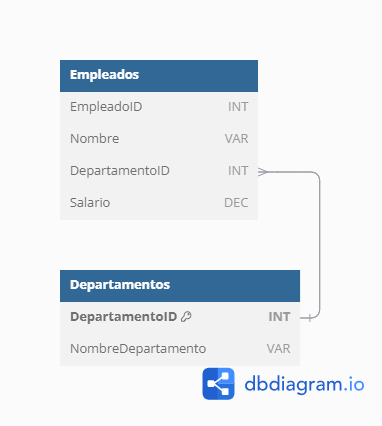 Empleados
EmpleadoID INT
Nombre VAR
DepartamentoID INT
Salario DEC
Departamentos
DepartamentoID INT
NombreDepartamento VAR
dbdiagram.io